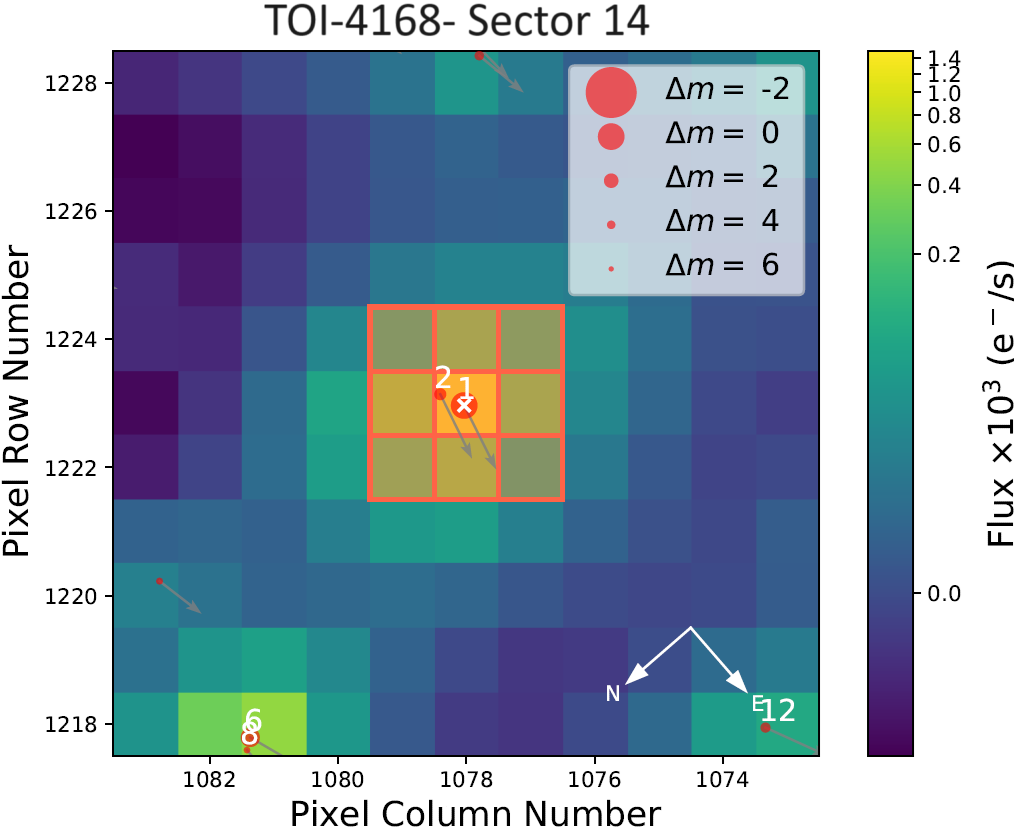 TOI-4168- Sector 14
Δm = -2
Δm = 0
Δm = 2
Δm = 4
Δm = 6
1228
1226
1224
1222
1220
1218
Pixel Row Number
2
1
6
8
N
E
12
1082
1080
1078
1076
1074
Pixel Column Number
1.4
1.2
1.0
0.8
0.6
0.4
0.2
0.0
Flux ×10³ (e⁻/s)